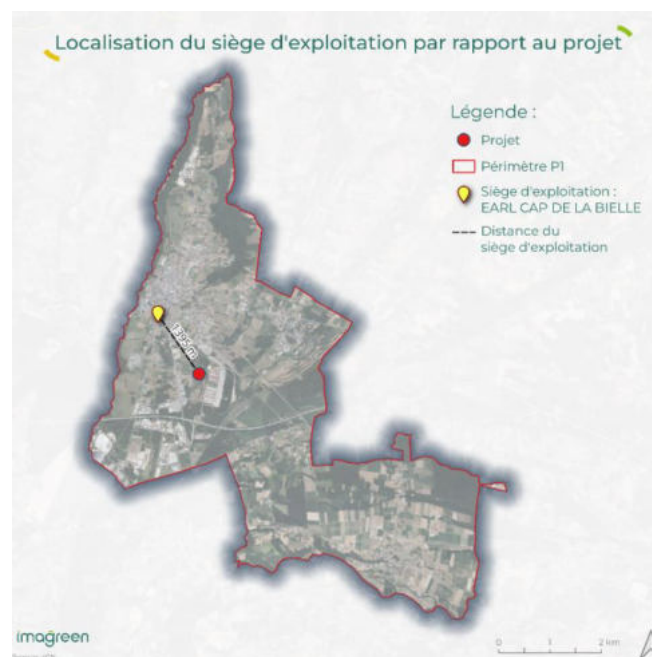 Localisation du siège d'exploitation par rapport au projet
Légende :
Projet
Périmètre P1
Siège d'exploitation :
EARL CAP DE LA BIELLE
Distance du
siège d'exploitation
1395 m
imagreen
0 1 2 km